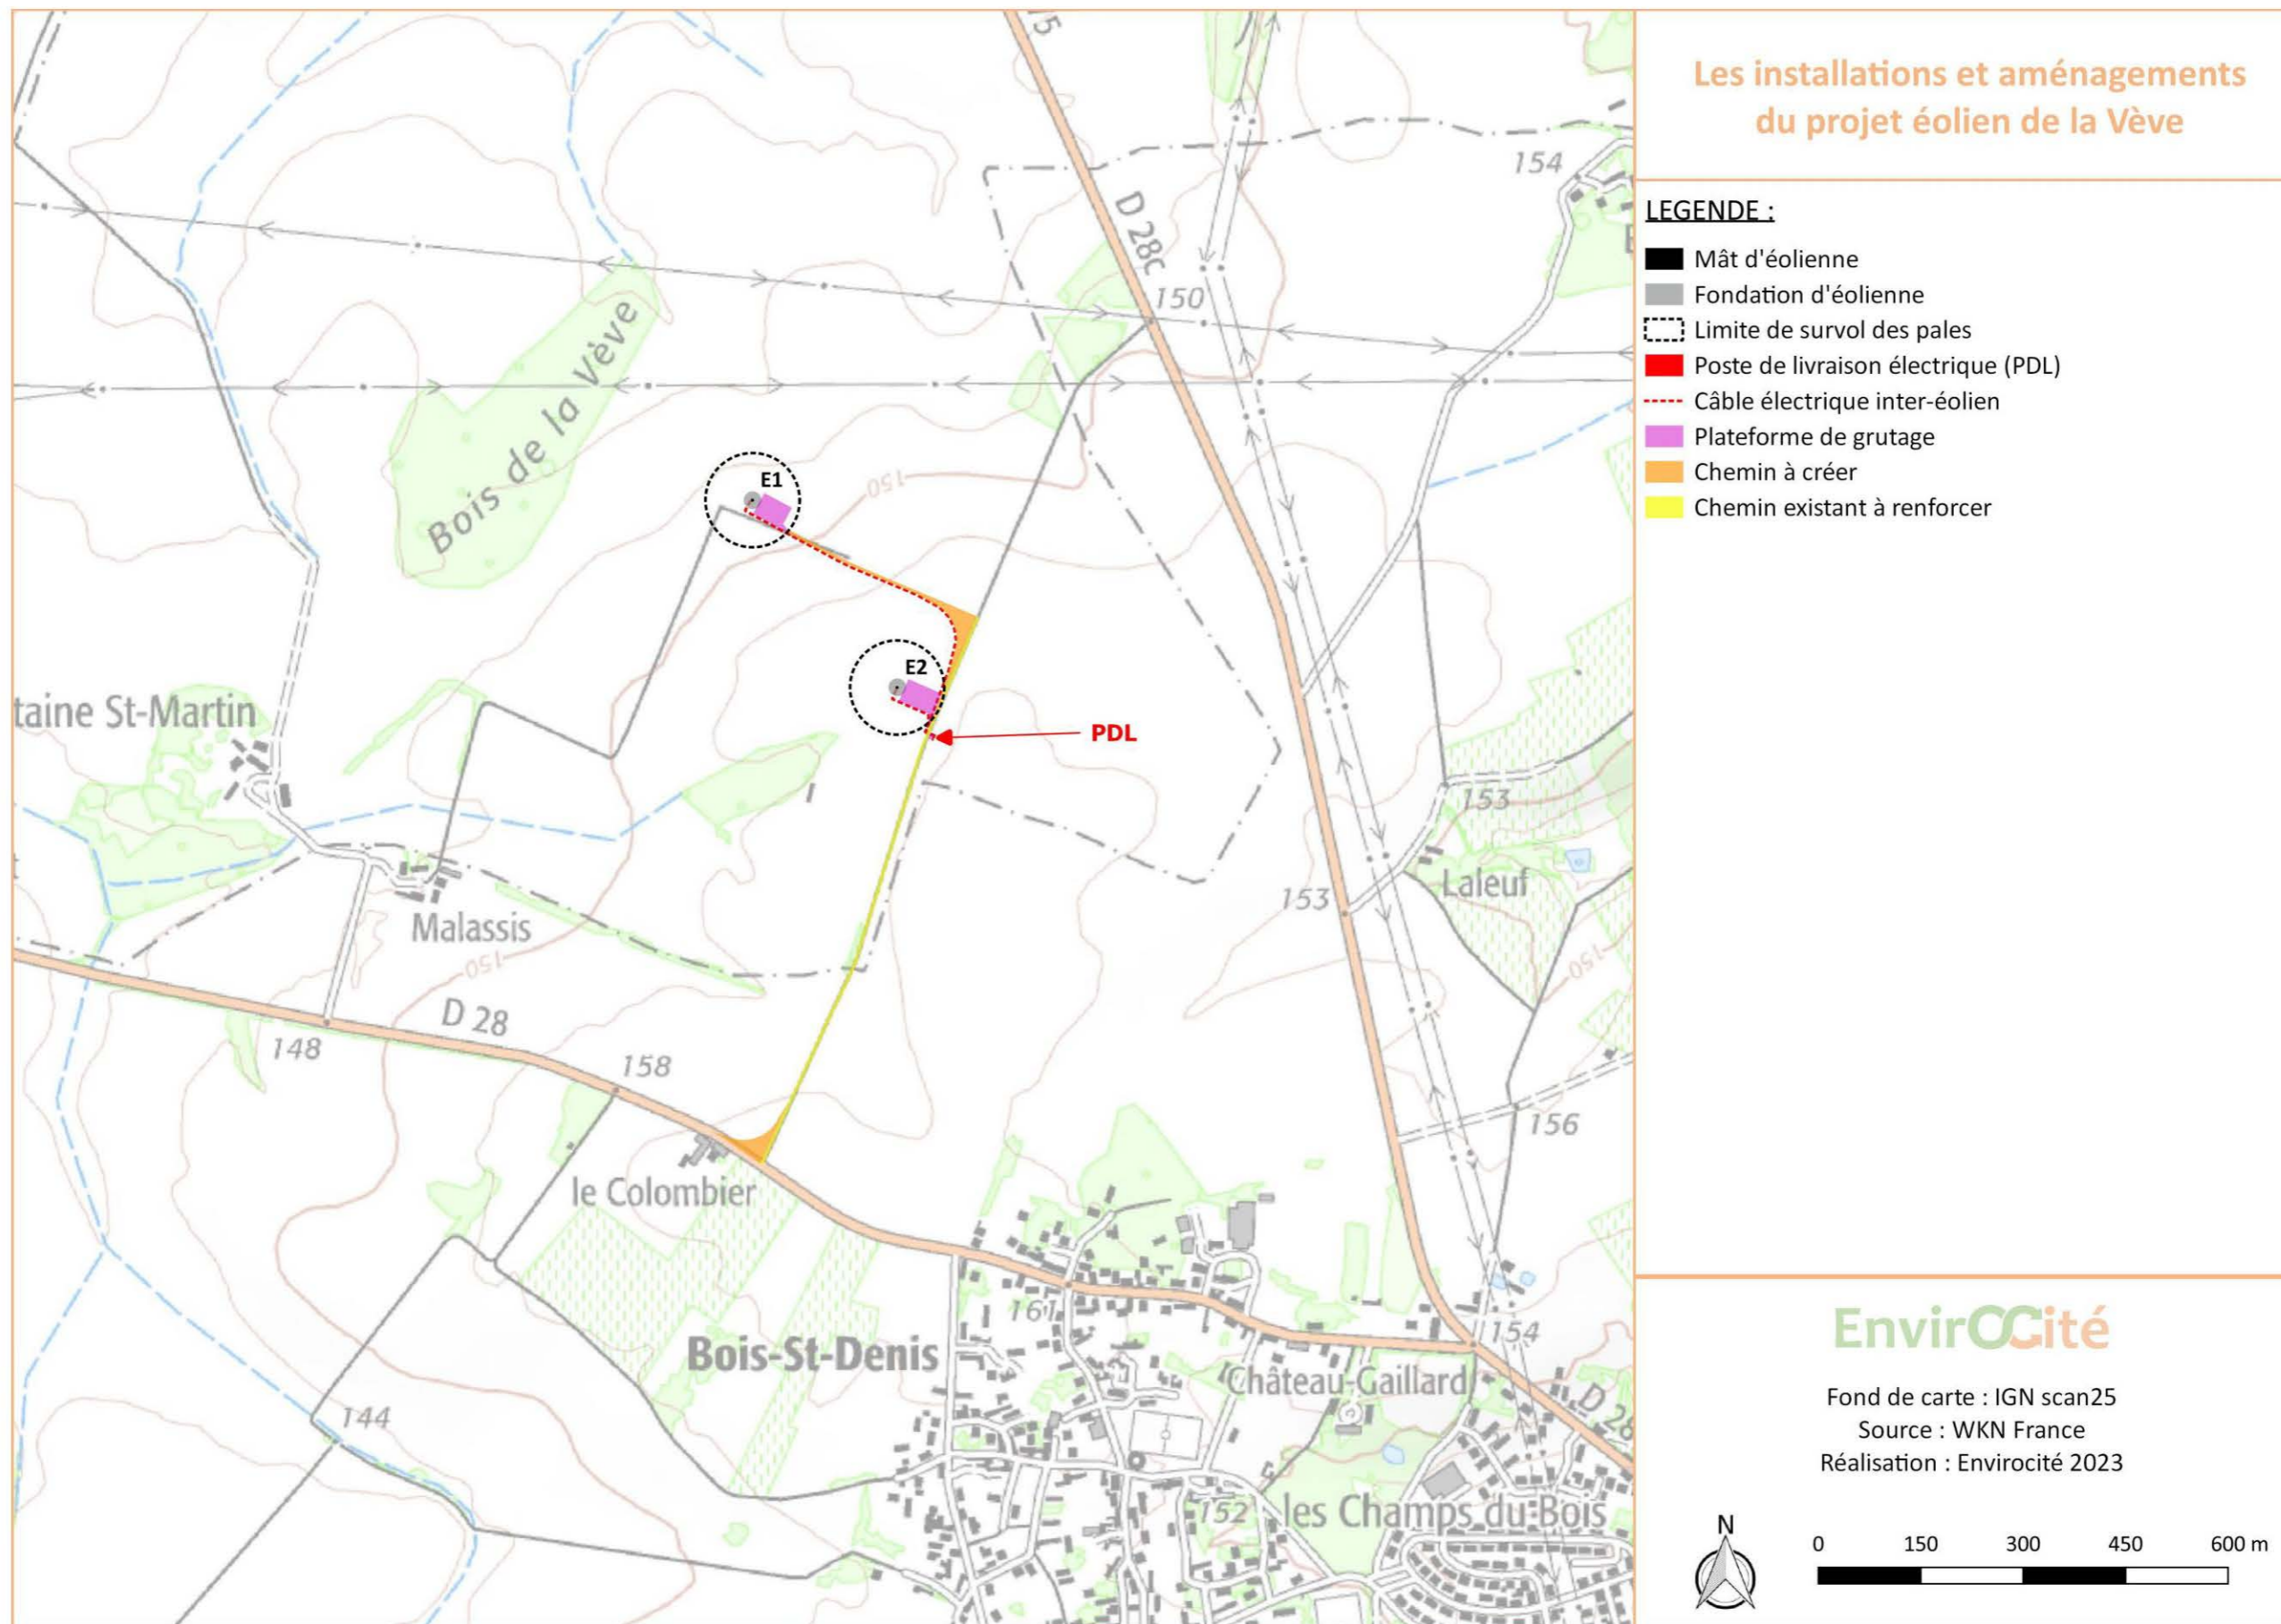 Les installations et aménagements
du projet éolien de la Vève
LEGENDE :
Mât d'éolienne
Fondation d'éolienne
Limite de survol des pales
Poste de livraison électrique (PDL)
Câble électrique inter-éolien
Plateforme de grutage
Chemin à créer
Chemin existant à renforcer
154
D 28c
150
Bois de la Vève
E1
150
E2
PDL
taine St-Martin
153
Laleuf
153
Malassis
150
150
D 28
148
158
156
le Colombier
161
154
Bois-St-Denis
Château-Gaillard
D 28
144
152
les Champs du Bois
EnvirOCité
Fond de carte : IGN scan25
Source : WKN France
Réalisation : Envirocité 2023
N
0 150 300 450 600 m